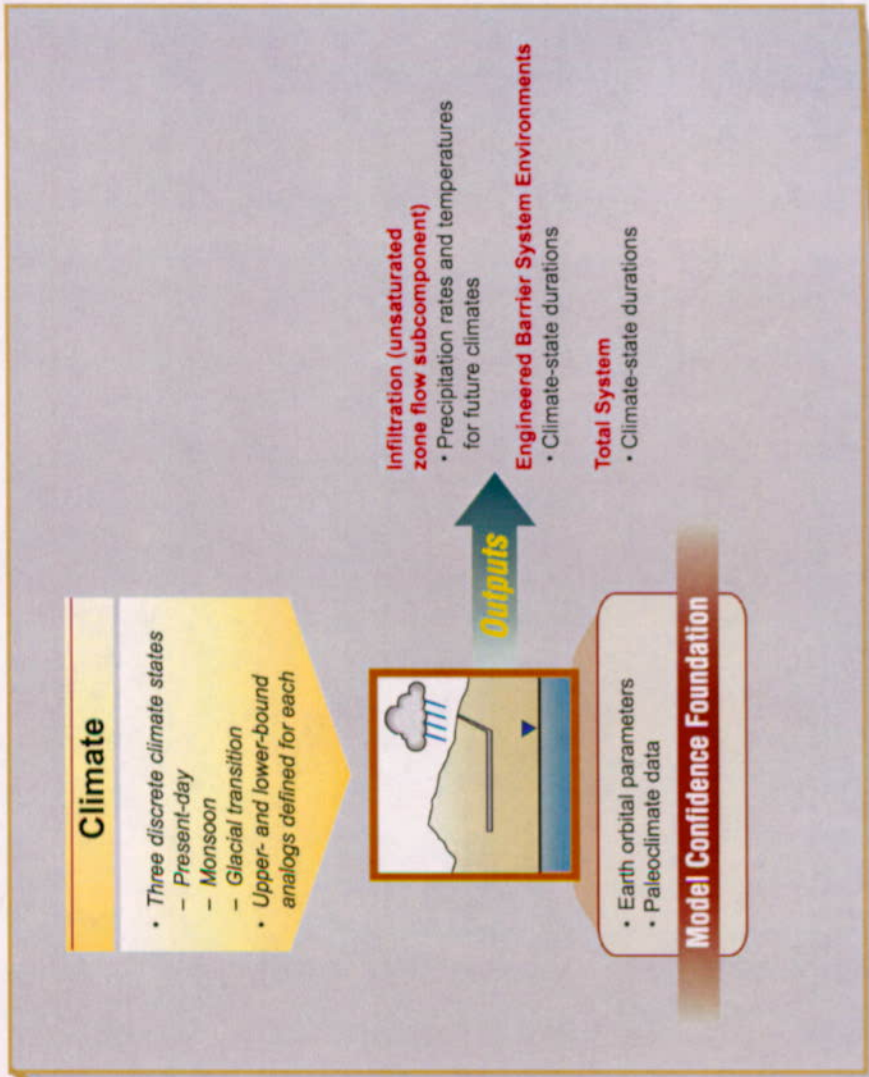 Climate
• Three discrete climate states
– Present-day
– Monsoon
– Glacial transition
• Upper- and lower-bound
analogs defined for each
Outputs
Infiltration (unsaturated
zone flow subcomponent)
• Precipitation rates and temperatures
for future climates
Engineered Barrier System Environments
• Climate-state durations
Total System
• Climate-state durations
• Earth orbital parameters
• Paleoclimate data
Model Confidence Foundation